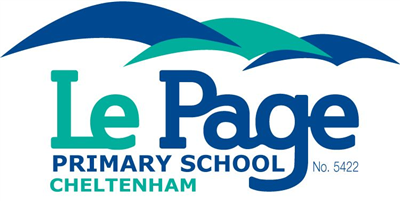 Le Page
PRIMARY SCHOOL No. 5422
CHELTENHAM